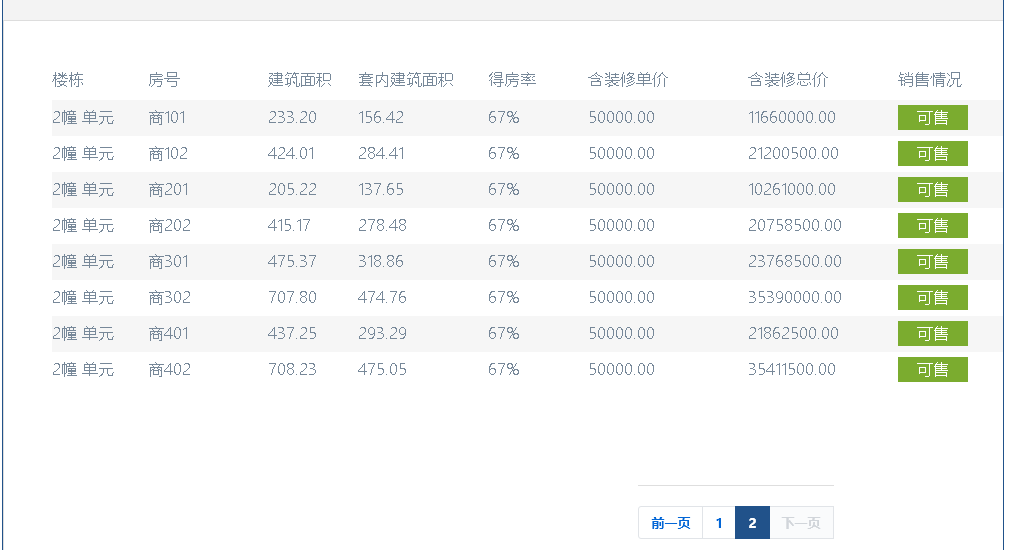 楼栋 房号 建筑面积 套内建筑面积 得房率 含装修单价 含装修总价 销售情况
2幢 单元 商101 233.20 156.42 67% 50000.00 11660000.00 可售
2幢 单元 商102 424.01 284.41 67% 50000.00 21200500.00 可售
2幢 单元 商201 205.22 137.65 67% 50000.00 10261000.00 可售
2幢 单元 商202 415.17 278.48 67% 50000.00 20758500.00 可售
2幢 单元 商301 475.37 318.86 67% 50000.00 23768500.00 可售
2幢 单元 商302 707.80 474.76 67% 50000.00 35390000.00 可售
2幢 单元 商401 437.25 293.29 67% 50000.00 21862500.00 可售
2幢 单元 商402 708.23 475.05 67% 50000.00 35411500.00 可售
前一页 1 2 下一页